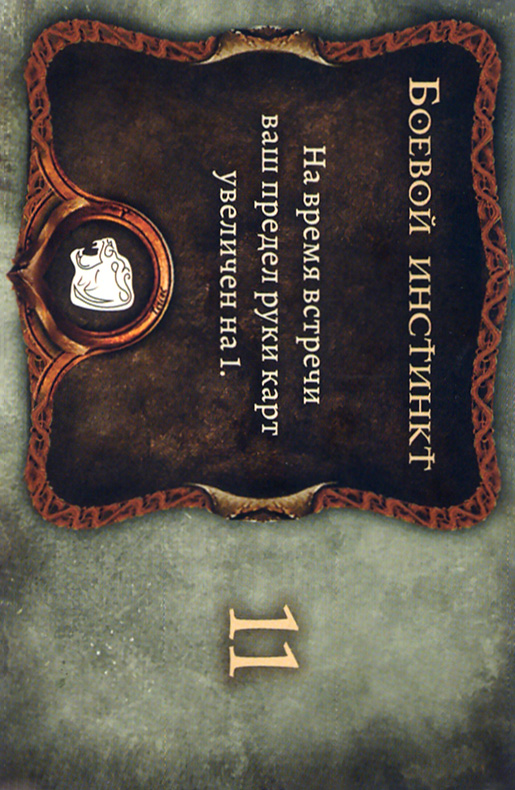 Боевой инстинкт
На время встречи
ваш предел руки карт
увеличен на 1.
11